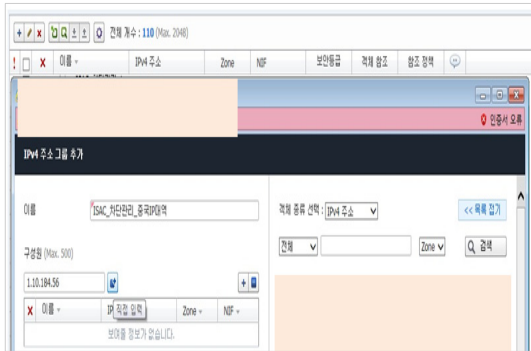 전체 개수 : 110 (Max. 2048)
이름 IPv4 주소 Zone NIF 보안등급 객체 참조 참조 정책
인증서 오류
IPv4 주소 그룹 추가
이름 ISAC_차단관리_중국IP대역
객체 종류 선택 : IPv4 주소 << 목록 접기
구성원 (Max. 500)
전체 Zone 검색
1.10.184.56
이름 IP 직접 입력 Zone NIF
보여줄 정보가 없습니다.